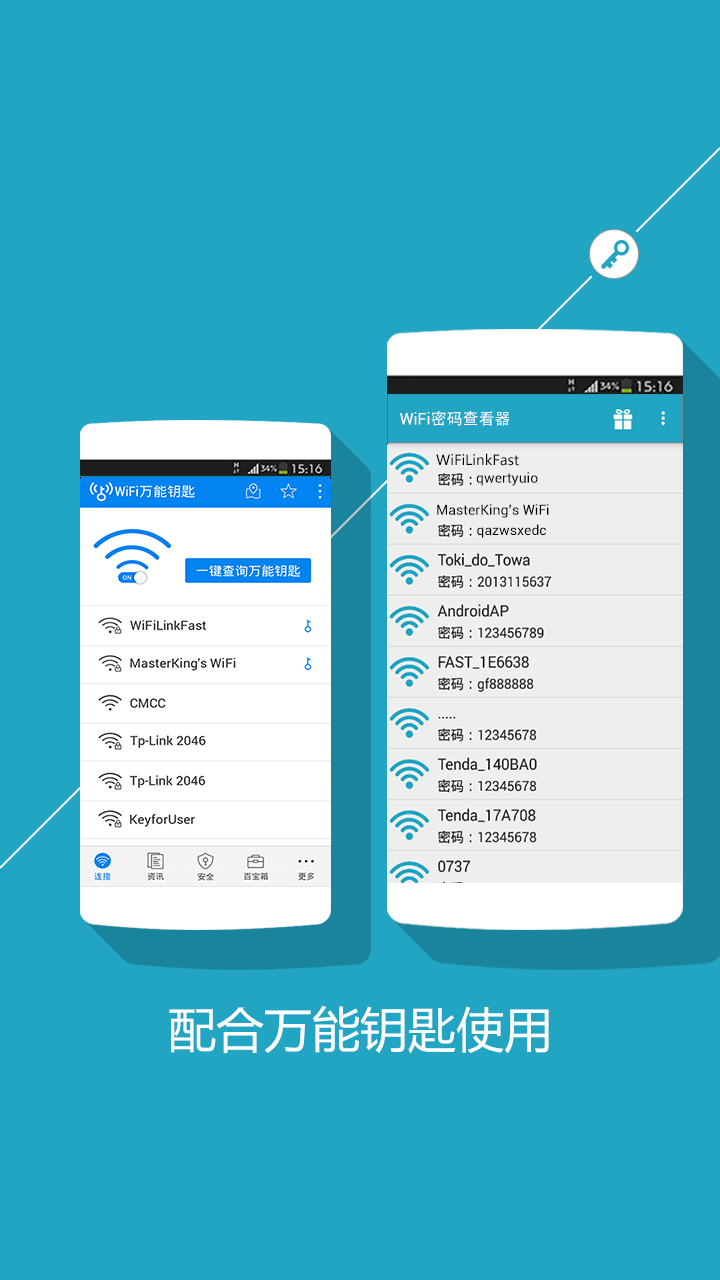 34% 15:16
WiFi万能钥匙
ON
一键查询万能钥匙
WiFiLinkFast
MasterKing's WiFi
CMCC
Tp-Link 2046
Tp-Link 2046
KeyforUser
连接 资讯 安全 百宝箱 更多
34% 15:16
WiFi密码查看器
WiFiLinkFast
密码：qwertyuio
MasterKing's WiFi
密码：qazwsxedc
Toki_do_Towa
密码：2013115637
AndroidAP
密码：123456789
FAST_1E6638
密码：gf888888
.....
密码：12345678
Tenda_140BA0
密码：12345678
Tenda_17A708
密码：12345678
0737
配合万能钥匙使用